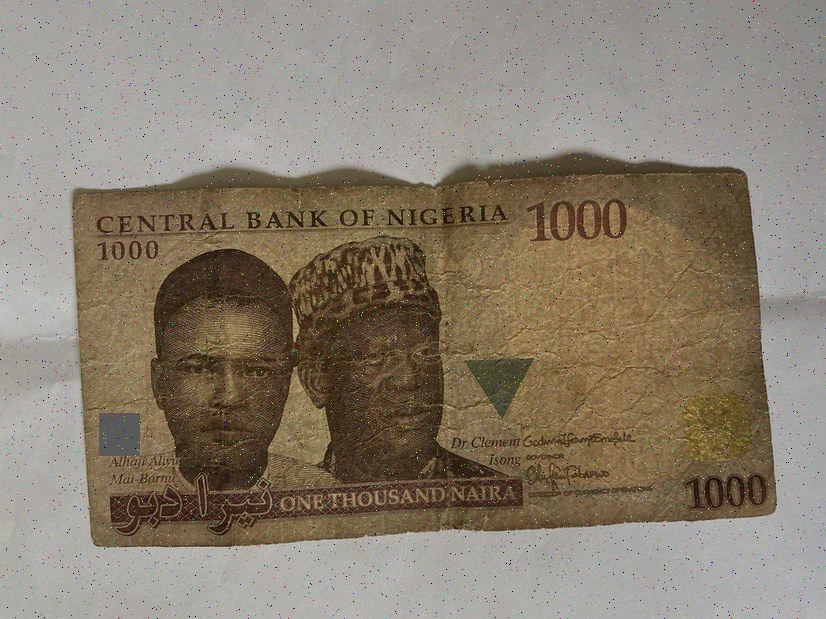 CENTRAL BANK OF NIGERIA
1000
1000
Alhaji Aliyu
Mai-Bornu
Dr Clement
Isong
GOVERNOR
DIRECTOR OF CURRENCY OPERATIONS
نيرا دبو
ONE THOUSAND NAIRA
1000